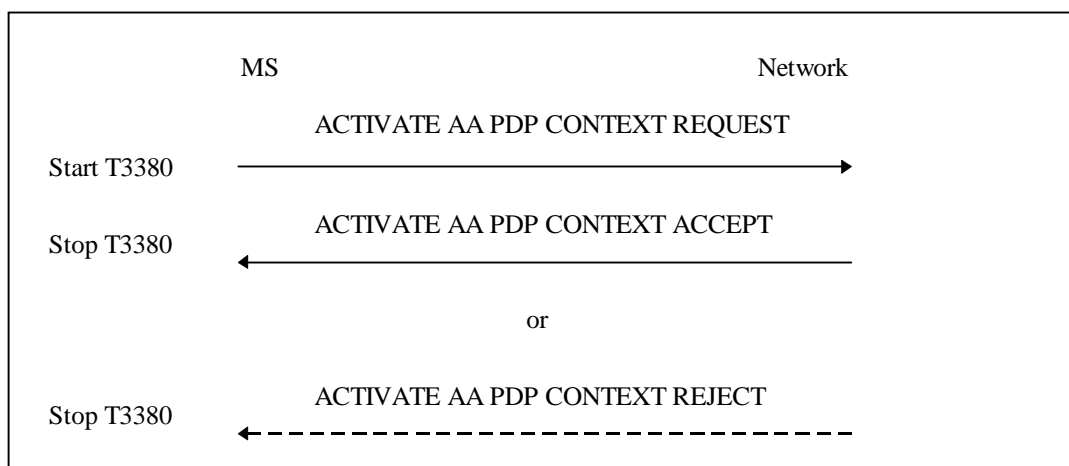 MS Network
ACTIVATE AA PDP CONTEXT REQUEST
Start T3380
ACTIVATE AA PDP CONTEXT ACCEPT
Stop T3380
or
ACTIVATE AA PDP CONTEXT REJECT
Stop T3380